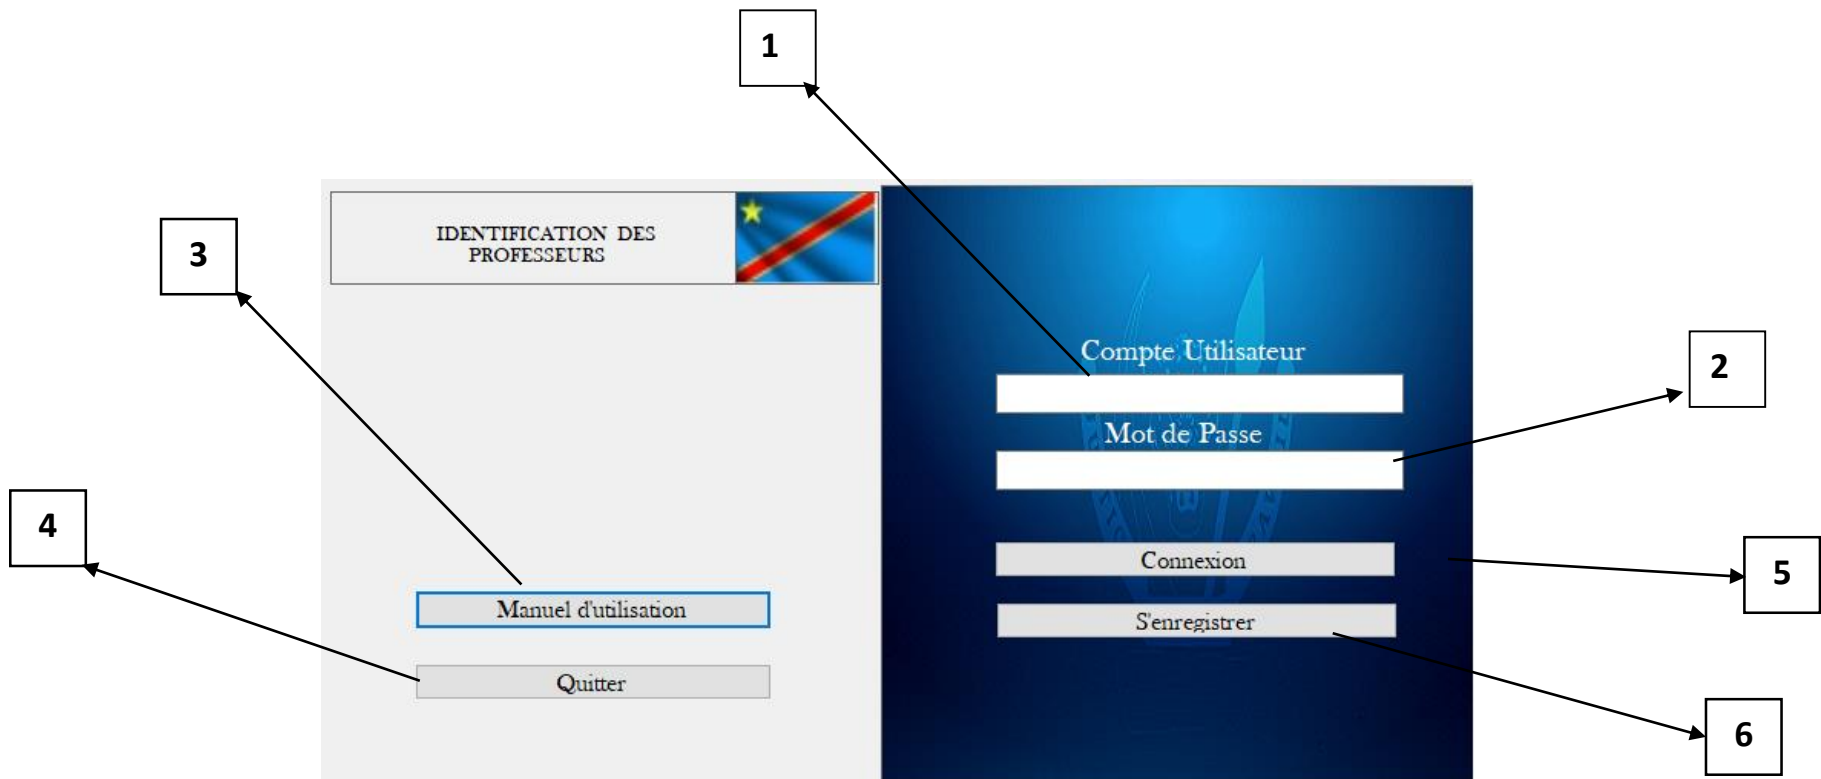 1
IDENTIFICATION DES
PROFESSEURS
3
Compte Utilisateur
2
Mot de Passe
4
Connexion
5
Manuel d'utilisation
S'enregistrer
Quitter
6